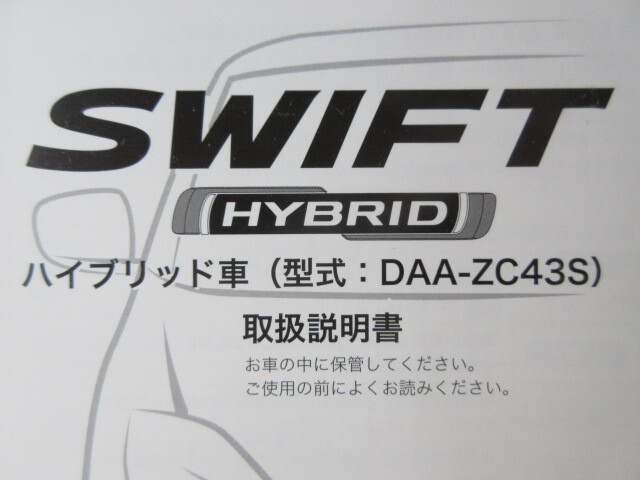 SWIFT
HYBRID
ハイブリッド車（型式：DAA-ZC43S）
取扱説明書
お車の中に保管してください。
ご使用の前によくお読みください。